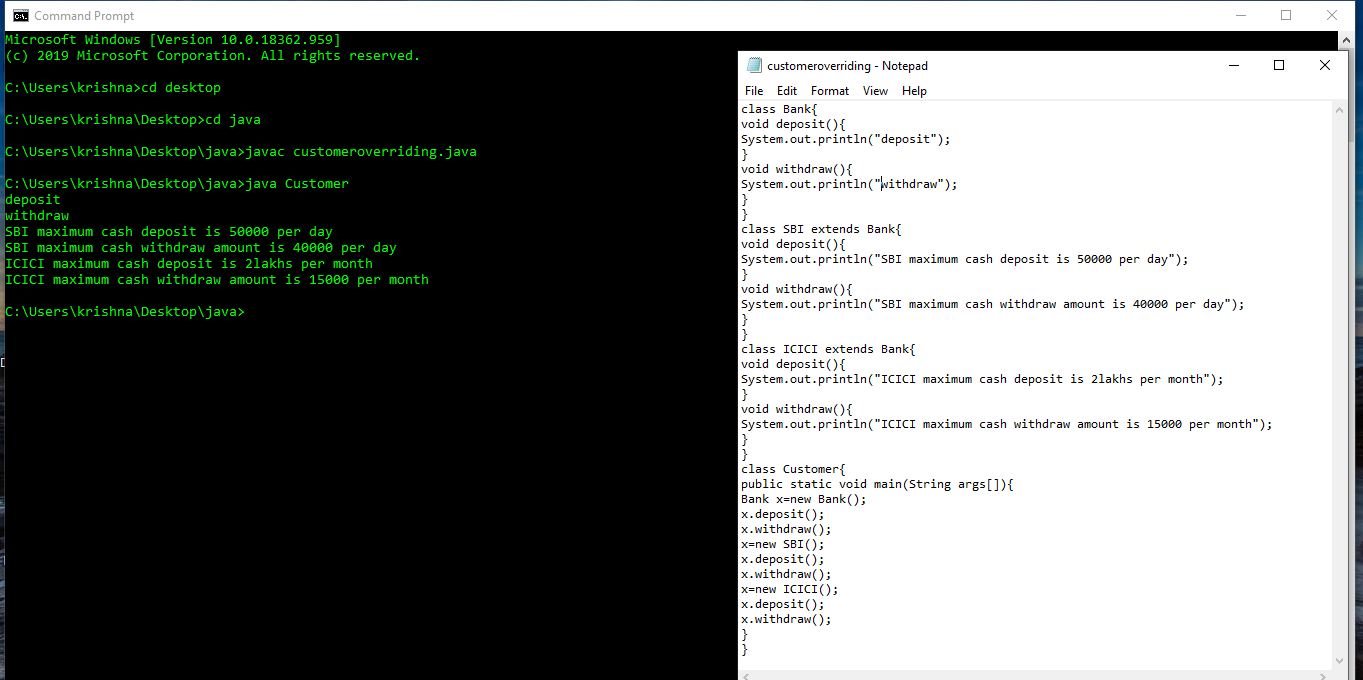 Command Prompt
Microsoft Windows [Version 10.0.18362.959]
(c) 2019 Microsoft Corporation. All rights reserved.
C:\Users\krishna>cd desktop
C:\Users\krishna\Desktop>cd java
C:\Users\krishna\Desktop\java>javac customeroverriding.java
C:\Users\krishna\Desktop\java>java Customer
deposit
withdraw
SBI maximum cash deposit is 50000 per day
SBI maximum cash withdraw amount is 40000 per day
ICICI maximum cash deposit is 2lakhs per month
ICICI maximum cash withdraw amount is 15000 per month
C:\Users\krishna\Desktop\java>
customeroverriding - Notepad
File Edit Format View Help
class Bank{
void deposit(){
System.out.println("deposit");
}
void withdraw(){
System.out.println("withdraw");
}
}
class SBI extends Bank{
void deposit(){
System.out.println("SBI maximum cash deposit is 50000 per day");
}
void withdraw(){
System.out.println("SBI maximum cash withdraw amount is 40000 per day");
}
}
class ICICI extends Bank{
void deposit(){
System.out.println("ICICI maximum cash deposit is 2lakhs per month");
}
void withdraw(){
System.out.println("ICICI maximum cash withdraw amount is 15000 per month");
}
}
class Customer{
public static void main(String args[]){
Bank x=new Bank();
x.deposit();
x.withdraw();
x=new SBI();
x.deposit();
x.withdraw();
x=new ICICI();
x.deposit();
x.withdraw();
}
}